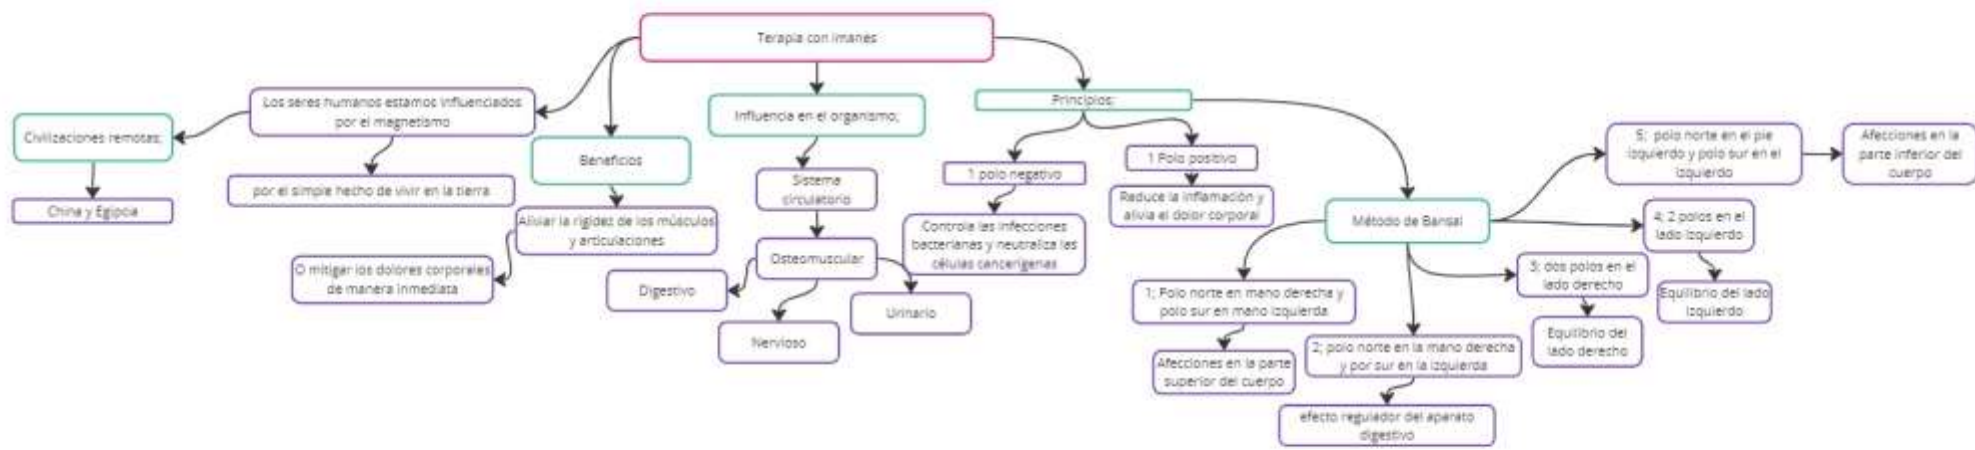 Terapia con imanes
Los seres humanos estamos influenciados
por el magnetismo
Civilizaciones remotas;
China y Egipcia
por el simple hecho de vivir en la tierra
Beneficios
Aliviar la rigidez de los músculos
y articulaciones
O mitigar los dolores corporales
de manera inmediata
Influencia en el organismo;
Sistema
circulatorio
Osteomuscular
Digestivo
Nervioso
Urinario
Principios;
1 polo negativo
Controla las infecciones
bacterianas y neutraliza las
células cancerígenas
1 Polo positivo
Reduce la inflamación y
alivia el dolor corporal
Método de Bansal
1; Polo norte en mano derecha y
polo sur en mano izquierda
Afecciones en la parte
superior del cuerpo
2; polo norte en la mano derecha
y por sur en la izquierda
efecto regulador del aparato
digestivo
3; dos polos en el
lado derecho
Equilibrio del
lado derecho
4; 2 polos en el
lado izquierdo
Equilibrio del lado
izquierdo
5; polo norte en el pie
izquierdo y polo sur en el
izquierdo
Afecciones en la
parte inferior del
cuerpo